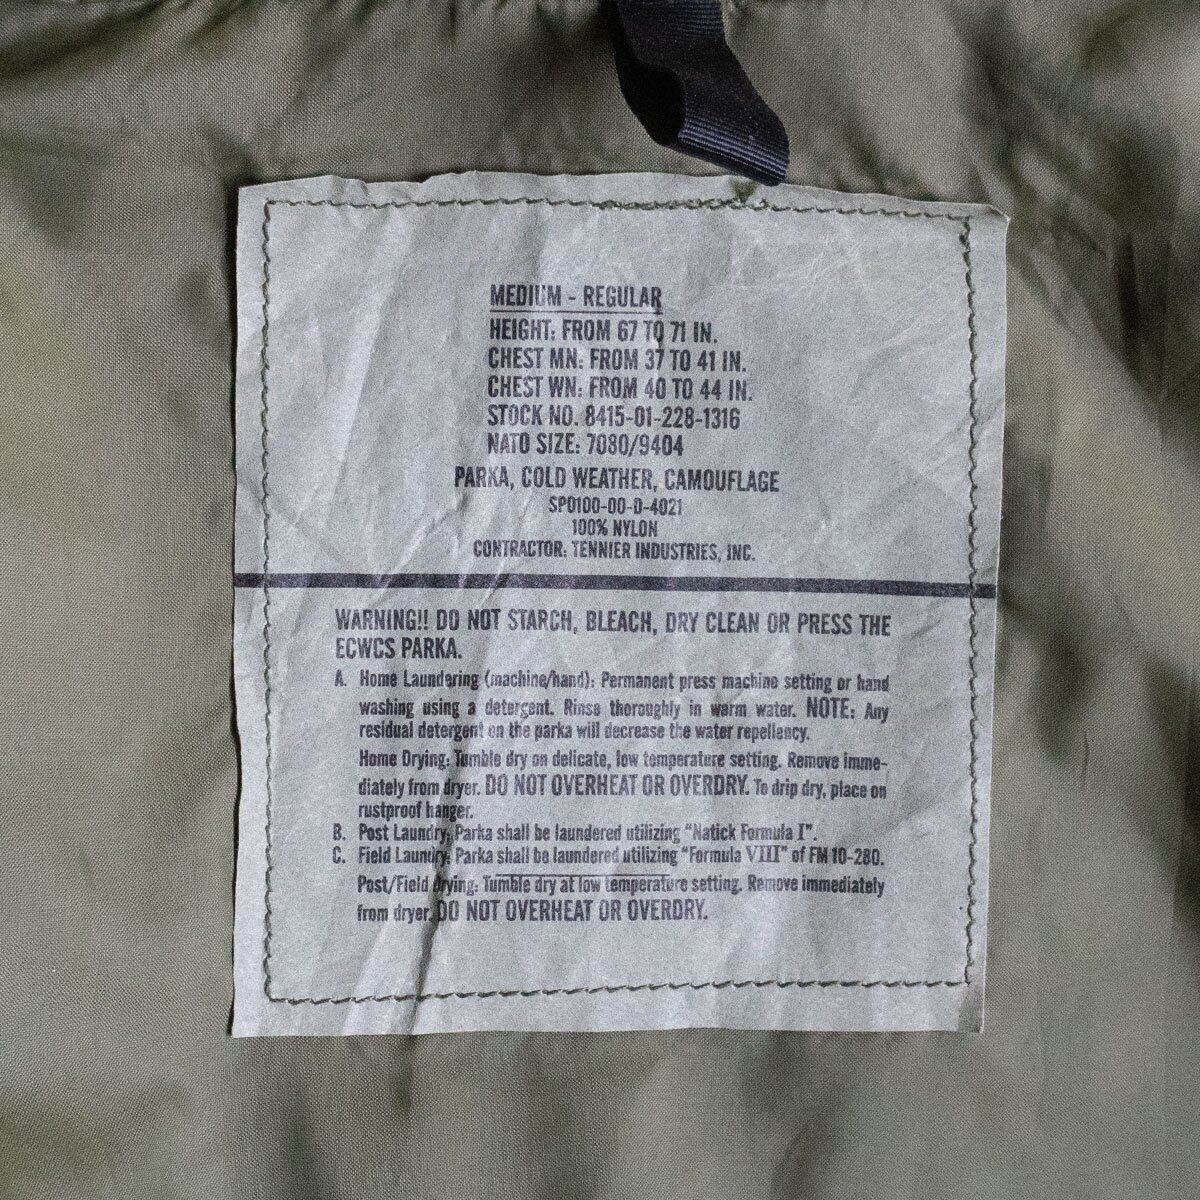 MEDIUM - REGULAR
HEIGHT: FROM 67 TO 71 IN.
CHEST MN: FROM 37 TO 41 IN.
CHEST WN: FROM 40 TO 44 IN.
STOCK NO. 8415-01-228-1316
NATO SIZE: 7080/9404
PARKA, COLD WEATHER, CAMOUFLAGE
SPO100-00-D-4021
100% NYLON
CONTRACTOR: TENNIER INDUSTRIES, INC.
WARNING!! DO NOT STARCH, BLEACH, DRY CLEAN OR PRESS THE
ECWCS PARKA.
A. Home Laundering (machine/hand): Permanent press machine setting or hand
washing using a detergent. Rinse thoroughly in warm water. NOTE: Any
residual detergent on the parka will decrease the water repellency.
Home Drying: Tumble dry on delicate, low temperature setting. Remove imme-
diately from dryer. DO NOT OVERHEAT OR OVERDRY. To drip dry, place on
rustproof hanger.
B. Post Laundry: Parka shall be laundered utilizing "Natick Formula I".
C. Field Laundry: Parka shall be laundered utilizing "Formula VIII" of FM 10-280.
Post/Field Drying: Tumble dry at low temperature setting. Remove immediately
from dryer. DO NOT OVERHEAT OR OVERDRY.